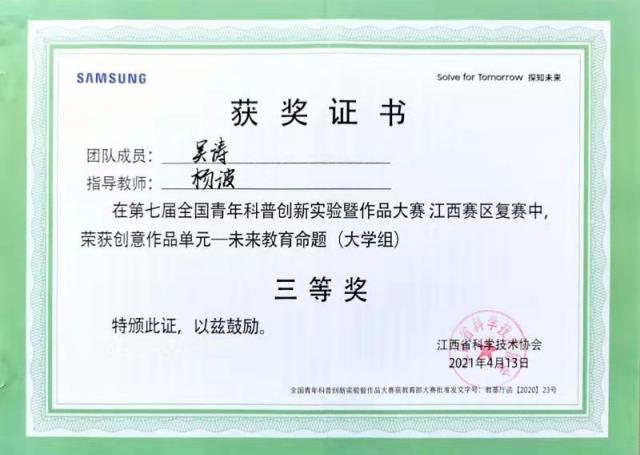 SAMSUNG
Solve for Tomorrow 探知未来
获奖证书
团队成员: 吴涛
指导教师: 杨波
在第七届全国青年科普创新实验暨作品大赛 江西赛区复赛中,
荣获创意作品单元—未来教育命题（大学组）
三等奖
特颁此证，以兹鼓励。
江西省科学技术协会
2021年4月13日
全国青年科普创新实验暨作品大赛获教育部大赛批准发文字号：教基厅函【2020】23号